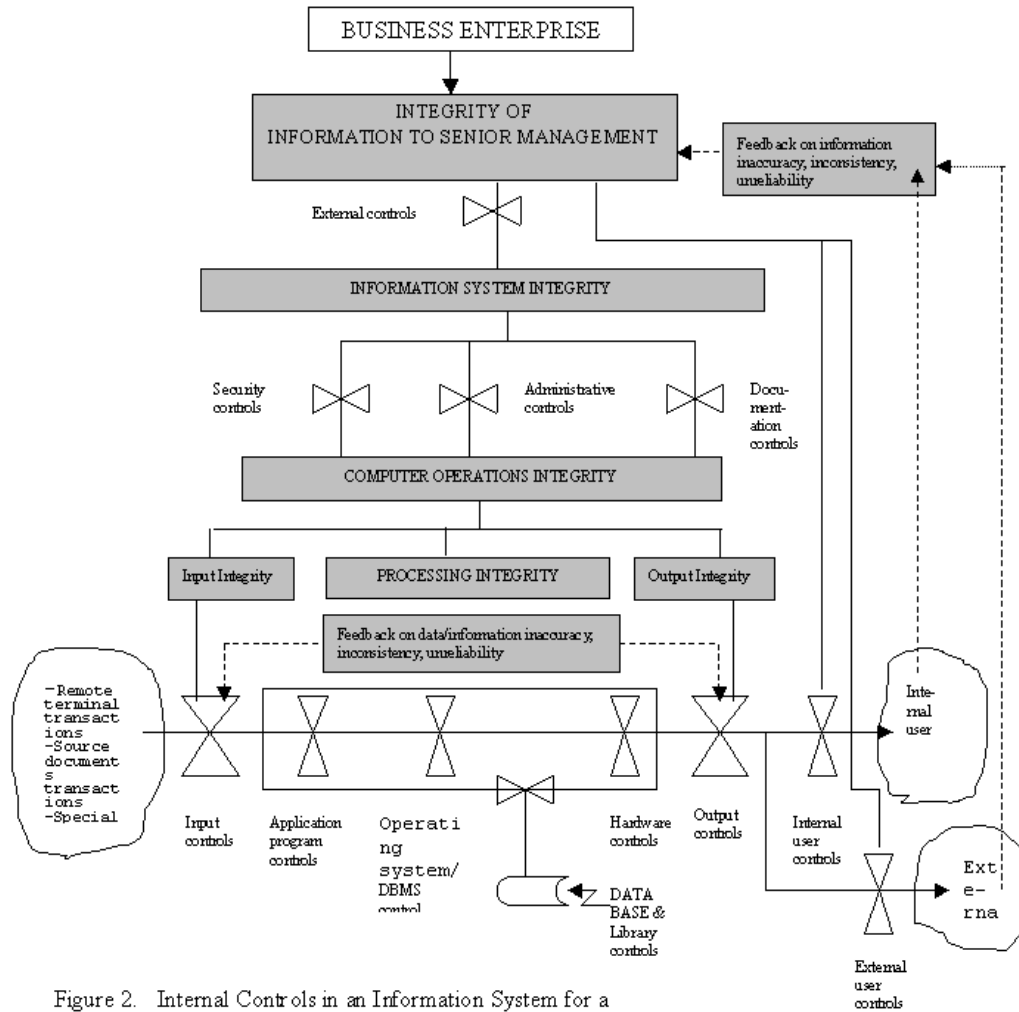 BUSINESS ENTERPRISE
INTEGRITY OF
INFORMATION TO SENIOR MANAGEMENT
Feedback on information
inaccuracy, inconsistency,
unreliability
External controls
INFORMATION SYSTEM INTEGRITY
Security
controls
Administrative
controls
Docu-
ment-
ation
controls
COMPUTER OPERATIONS INTEGRITY
Input Integrity
PROCESSING INTEGRITY
Output Integrity
Feedback on data/information inaccuracy,
inconsistency, unreliability
-Remote
terminal
transact
ions
-Source
document
s
transact
ions
-Special
Inte-
rnal
user
Input
controls
Application
program
controls
Operati
ng
system/
DBMS
control
Hardware
controls
Output
controls
Internal
user
controls
Ext
e-
rna
DATA
BASE &
Library
controls
External
user
controls
Figure 2. Internal Controls in an Information System for a